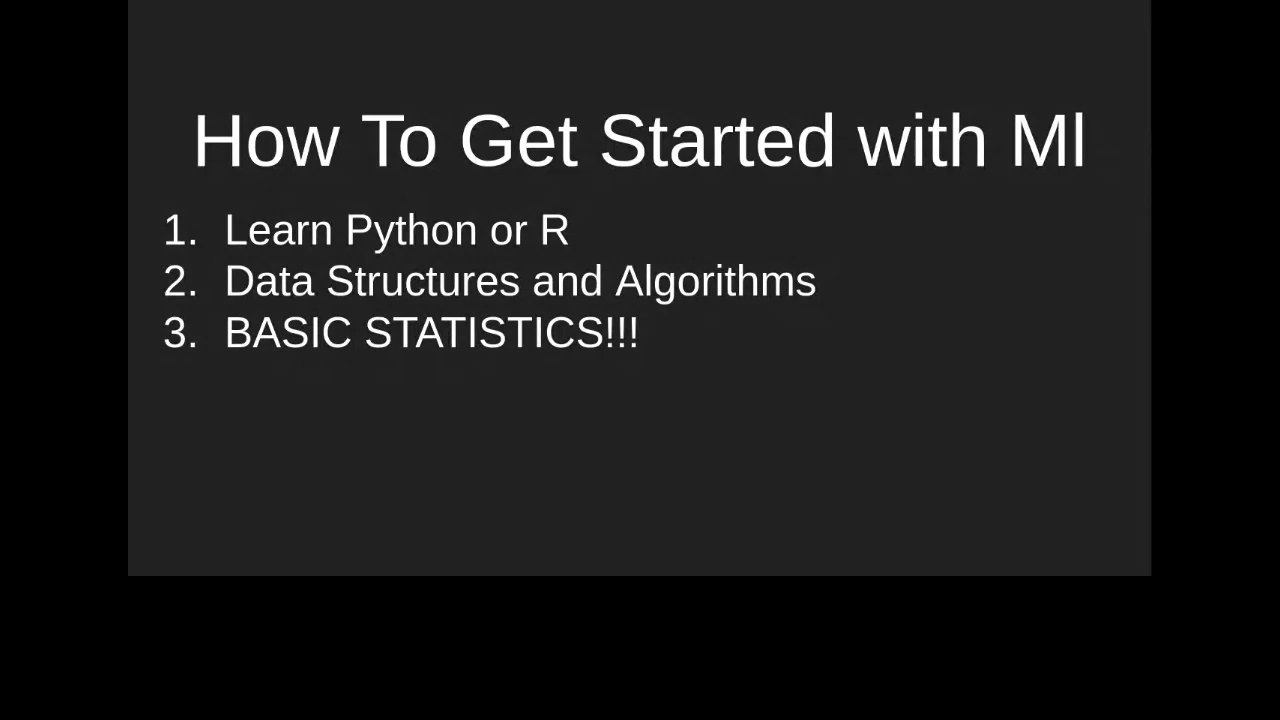 How To Get Started with Ml
1. Learn Python or R
2. Data Structures and Algorithms
3. BASIC STATISTICS!!!